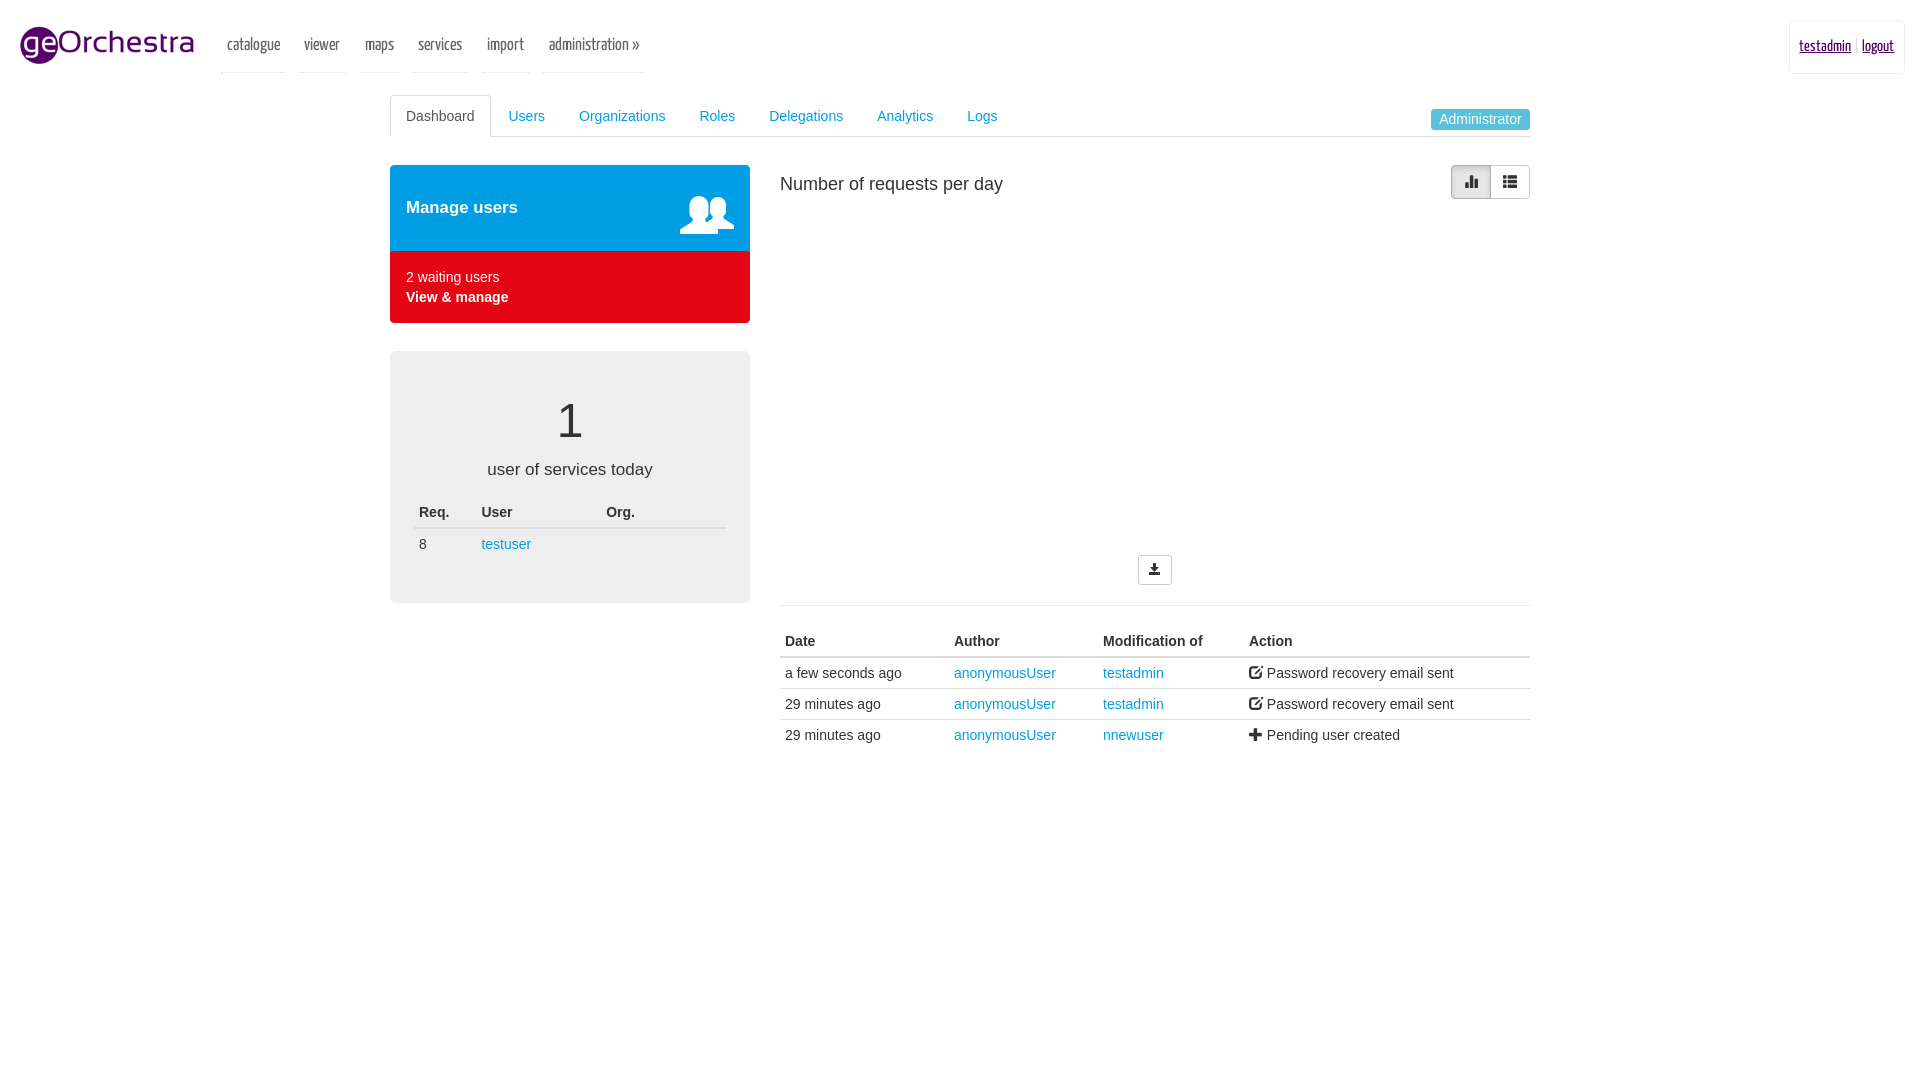 geOrchestra catalogue viewer maps services import administration » testadmin logout
Dashboard Users Organizations Roles Delegations Analytics Logs Administrator
Manage users
2 waiting users
View & manage
1
user of services today
Req. User Org.
8 testuser
Number of requests per day
Date Author Modification of Action
a few seconds ago anonymousUser testadmin Password recovery email sent
29 minutes ago anonymousUser testadmin Password recovery email sent
29 minutes ago anonymousUser nnewuser Pending user created